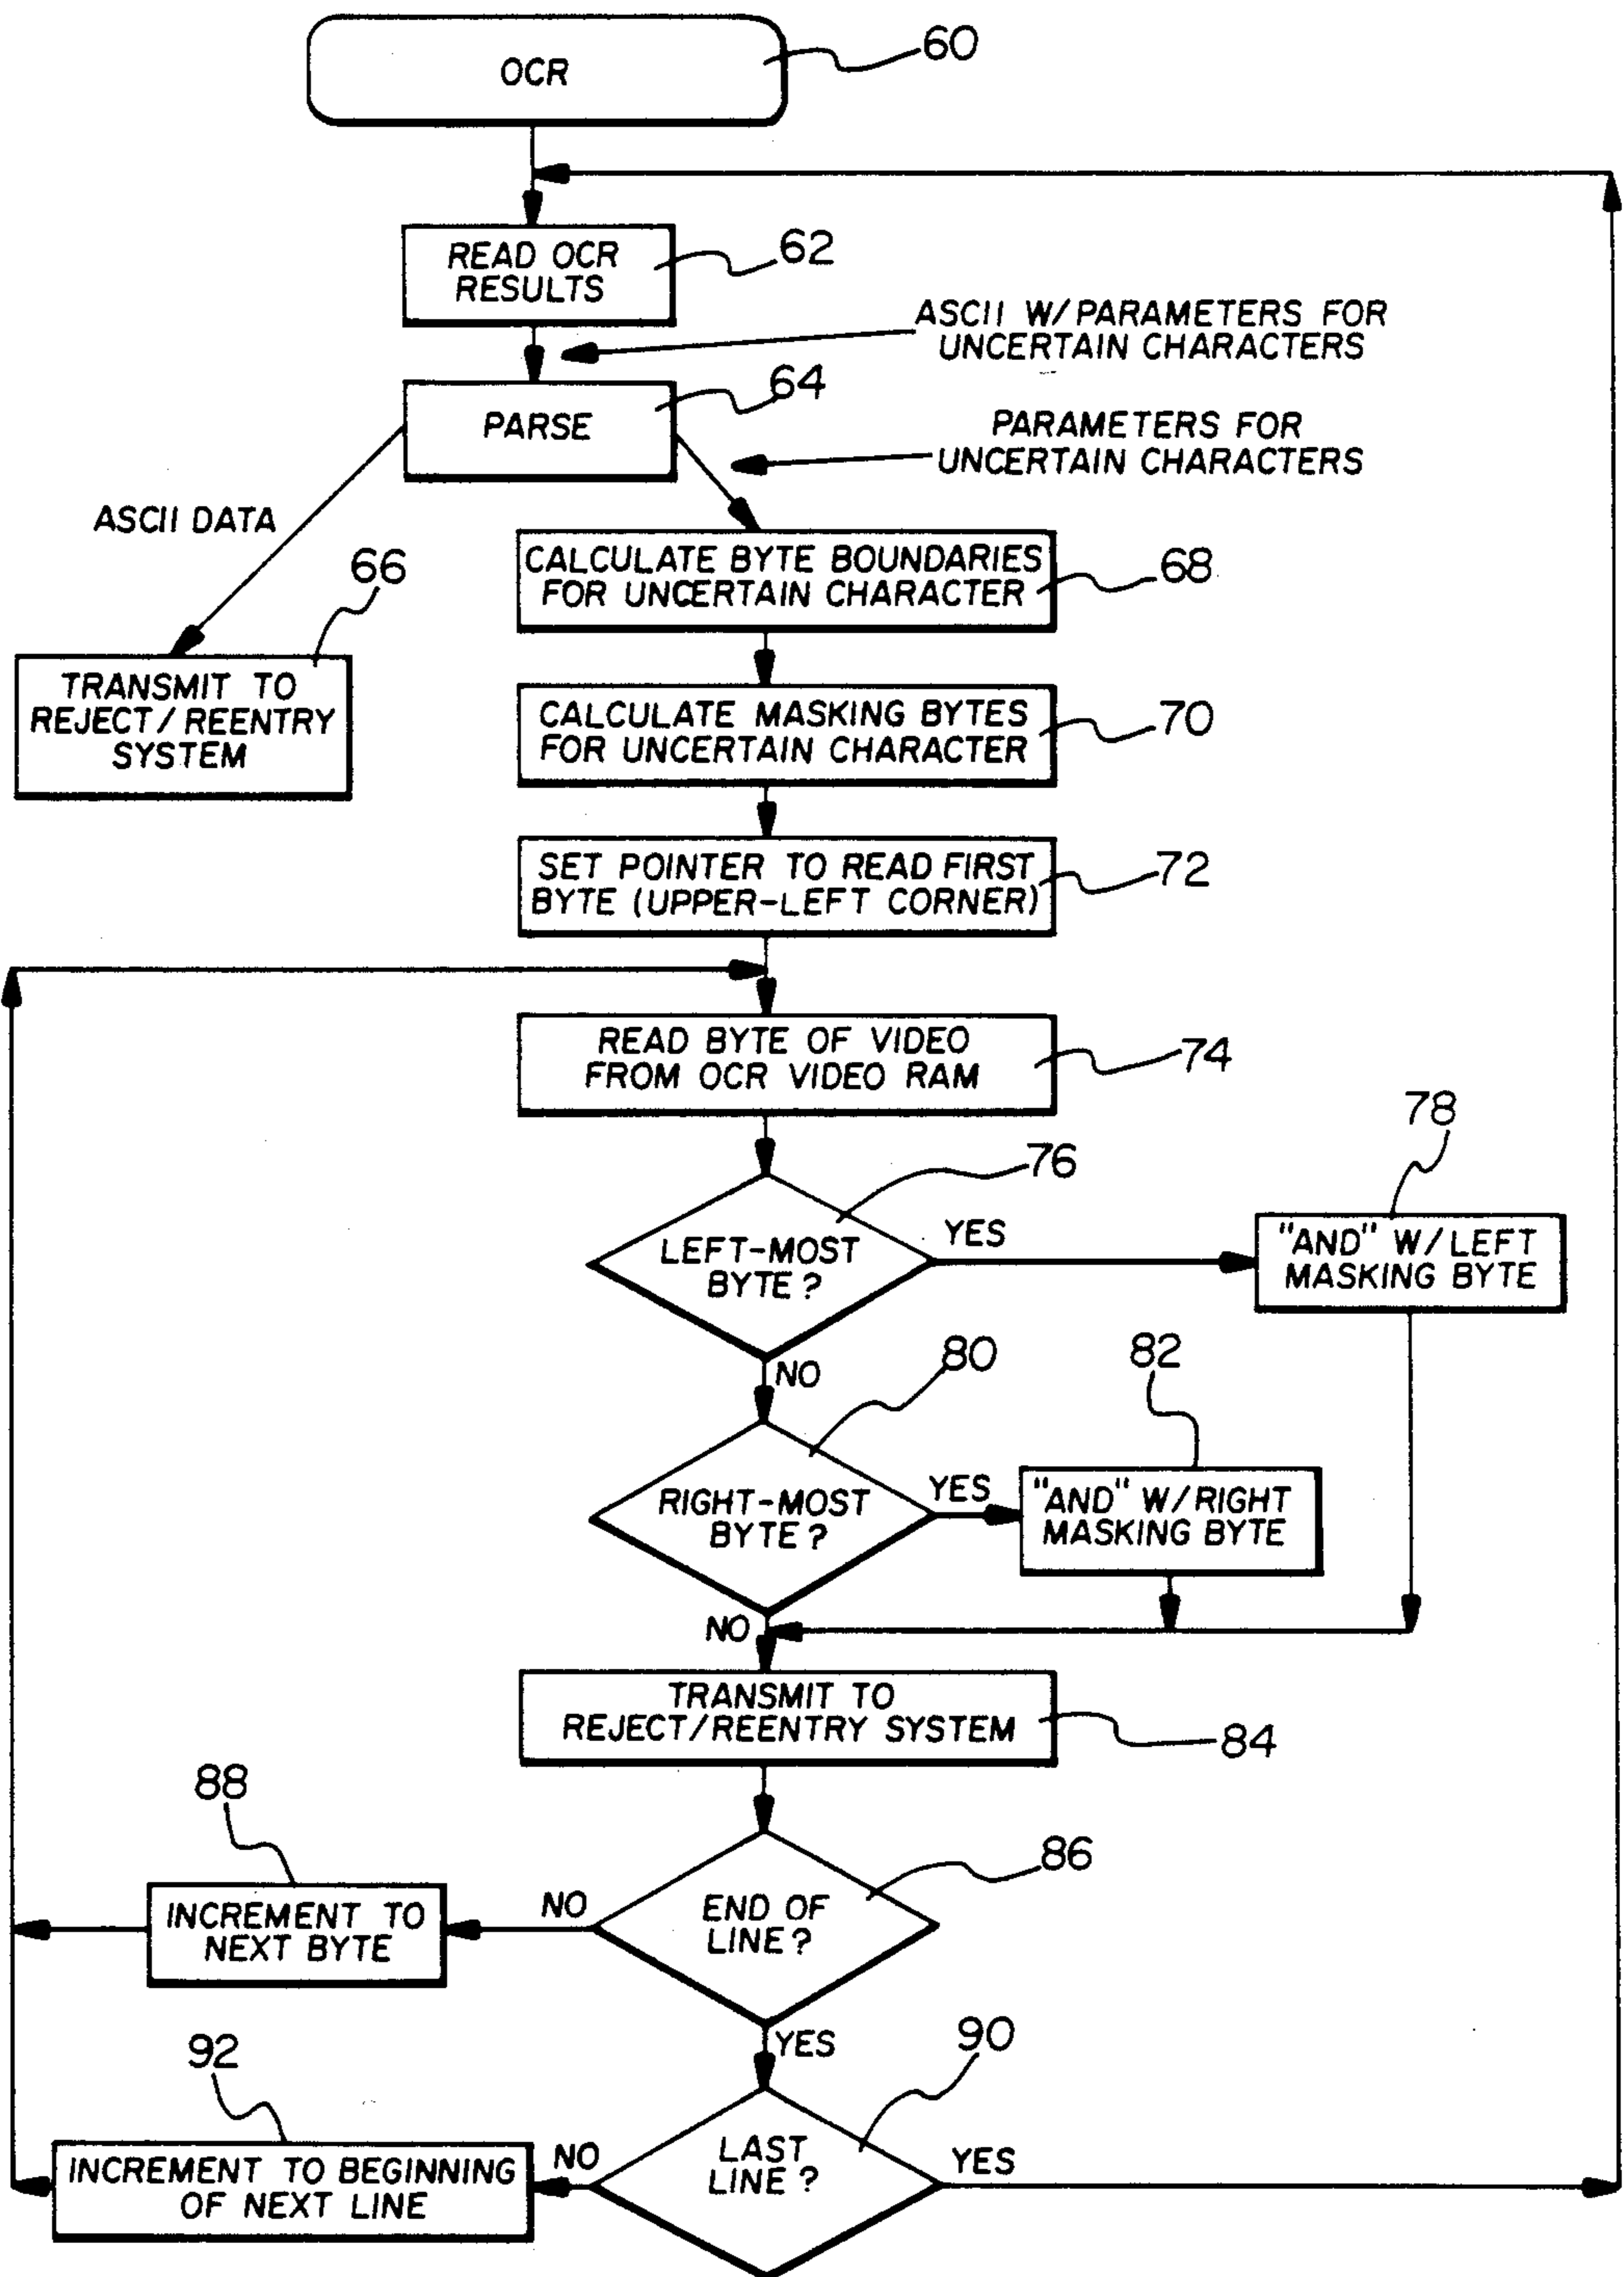 OCR
60
READ OCR
RESULTS
62
ASCII W/PARAMETERS FOR
UNCERTAIN CHARACTERS
PARSE
64
PARAMETERS FOR
UNCERTAIN CHARACTERS
ASCII DATA
66
TRANSMIT TO
REJECT/REENTRY
SYSTEM
CALCULATE BYTE BOUNDARIES
FOR UNCERTAIN CHARACTER
68
CALCULATE MASKING BYTES
FOR UNCERTAIN CHARACTER
70
SET POINTER TO READ FIRST
BYTE (UPPER-LEFT CORNER)
72
READ BYTE OF VIDEO
FROM OCR VIDEO RAM
74
76
LEFT-MOST
BYTE?
YES
78
"AND" W/LEFT
MASKING BYTE
NO
80
RIGHT-MOST
BYTE?
YES
82
"AND" W/RIGHT
MASKING BYTE
NO
TRANSMIT TO
REJECT/REENTRY SYSTEM
84
86
END OF
LINE?
NO
88
INCREMENT TO
NEXT BYTE
YES
90
LAST
LINE?
YES
NO
92
INCREMENT TO BEGINNING
OF NEXT LINE